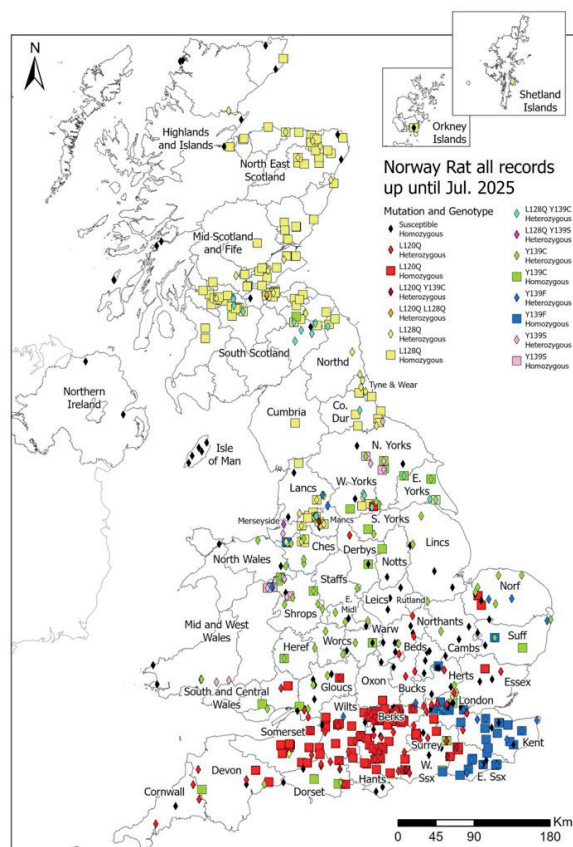 N
Shetland
Islands
Orkney
Islands
Highlands
and Islands
North East
Scotland
Norway Rat all records
up until Jul. 2025
Mutation and Genotype
Susceptible
Homozygous
L120Q
Heterozygous
L120Q
Homozygous
L120Q Y139C
Heterozygous
L120Q L128Q
Heterozygous
L128Q
Heterozygous
L128Q
Homozygous
L128Q Y139C
Heterozygous
L128Q Y139S
Heterozygous
Y139C
Heterozygous
Y139C
Homozygous
Y139F
Heterozygous
Y139F
Homozygous
Y139S
Heterozygous
Y139S
Homozygous
Mid Scotland
and Fife
South Scotland
Northd
Tyne & Wear
Northern
Ireland
Cumbria
Co.
Dur
Isle
of Man
N. Yorks
Lancs
W. Yorks
E.
Yorks
Merseyside
Mancs
S. Yorks
North Wales
Ches
Derbys
Notts
Lincs
Staffs
Shrops
E.
Midl
Leics
Rutland
Norf
Mid and West
Wales
Worcs
Warw
Northants
Cambs
Suff
Heref
Beds
South and Central
Wales
Gloucs
Oxon
Bucks
Herts
Essex
London
Wilts
Berks
Somerset
Surrey
Kent
Devon
Hants
W.
Ssx
E. Ssx
Cornwall
Dorset
Km
0 45 90 180